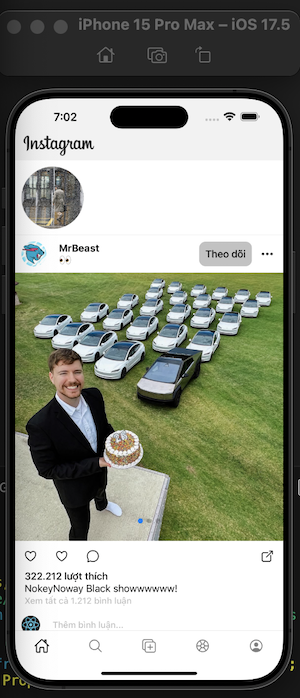 iPhone 15 Pro Max – iOS 17.5
7:02
Instagram
MrBeast
👀
Theo dõi
322.212 lượt thích
NokeyNoway Black showwwwww!
Xem tất cả 1.212 bình luận
Thêm bình luận...
Prop